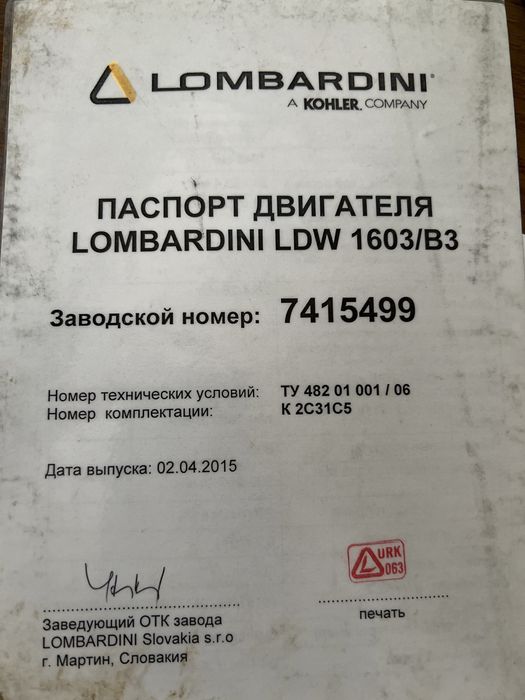 LOMBARDINI®
A KOHLER COMPANY
ПАСПОРТ ДВИГАТЕЛЯ
LOMBARDINI LDW 1603/B3
Заводской номер: 7415499
Номер технических условий: ТУ 482 01 001 / 06
Номер комплектации: К 2С31С5
Дата выпуска: 02.04.2015
URK
063
Заведующий ОТК завода
LOMBARDINI Slovakia s.r.o
г. Мартин, Словакия
печать